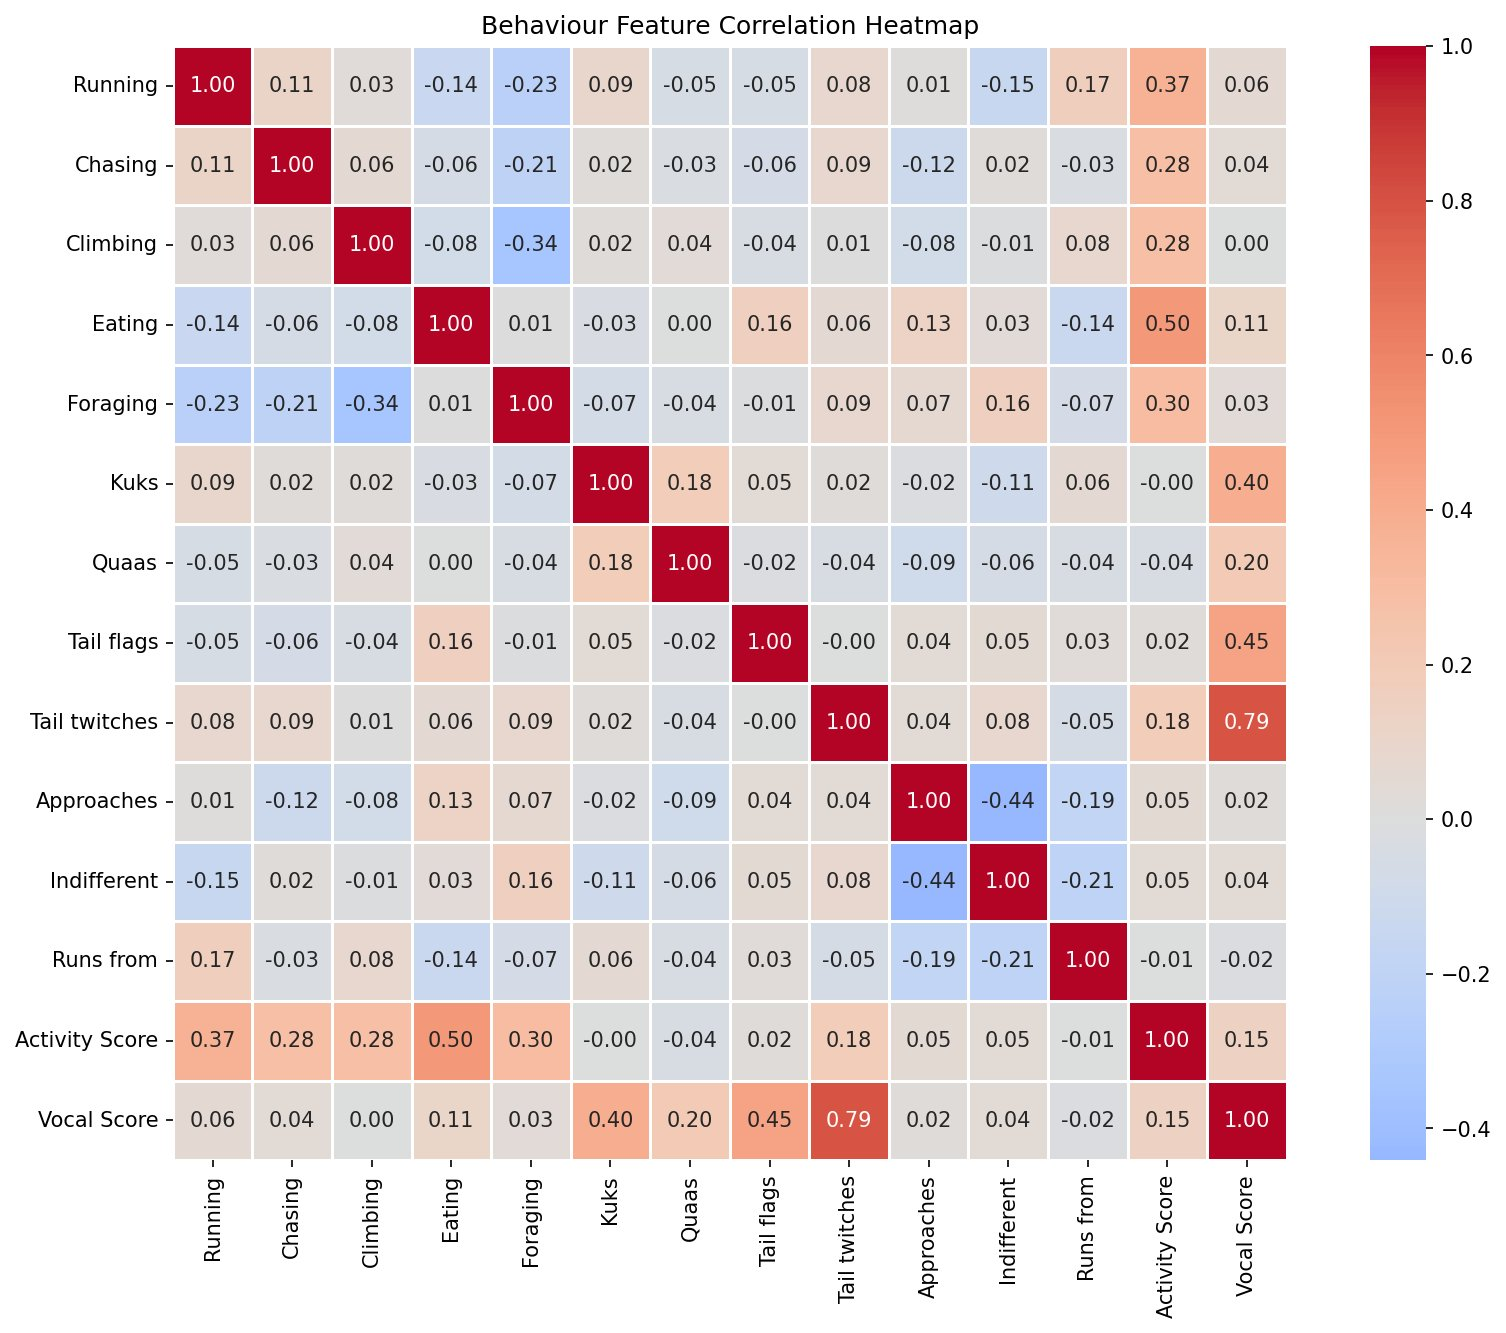 Behaviour Feature Correlation Heatmap
Running 1.00 0.11 0.03 -0.14 -0.23 0.09 -0.05 -0.05 0.08 0.01 -0.15 0.17 0.37 0.06
Chasing 0.11 1.00 0.06 -0.06 -0.21 0.02 -0.03 -0.06 0.09 -0.12 0.02 -0.03 0.28 0.04
Climbing 0.03 0.06 1.00 -0.08 -0.34 0.02 0.04 -0.04 0.01 -0.08 -0.01 0.08 0.28 0.00
Eating -0.14 -0.06 -0.08 1.00 0.01 -0.03 0.00 0.16 0.06 0.13 0.03 -0.14 0.50 0.11
Foraging -0.23 -0.21 -0.34 0.01 1.00 -0.07 -0.04 -0.01 0.09 0.07 0.16 -0.07 0.30 0.03
Kuks 0.09 0.02 0.02 -0.03 -0.07 1.00 0.18 0.05 0.02 -0.02 -0.11 0.06 -0.00 0.40
Quaas -0.05 -0.03 0.04 0.00 -0.04 0.18 1.00 -0.02 -0.04 -0.09 -0.06 -0.04 -0.04 0.20
Tail flags -0.05 -0.06 -0.04 0.16 -0.01 0.05 -0.02 1.00 -0.00 0.04 0.05 0.03 0.02 0.45
Tail twitches 0.08 0.09 0.01 0.06 0.09 0.02 -0.04 -0.00 1.00 0.04 0.08 -0.05 0.18 0.79
Approaches 0.01 -0.12 -0.08 0.13 0.07 -0.02 -0.09 0.04 0.04 1.00 -0.44 -0.19 0.05 0.02
Indifferent -0.15 0.02 -0.01 0.03 0.16 -0.11 -0.06 0.05 0.08 -0.44 1.00 -0.21 0.05 0.04
Runs from 0.17 -0.03 0.08 -0.14 -0.07 0.06 -0.04 0.03 -0.05 -0.19 -0.21 1.00 -0.01 -0.02
Activity Score 0.37 0.28 0.28 0.50 0.30 -0.00 -0.04 0.02 0.18 0.05 0.05 -0.01 1.00 0.15
Vocal Score 0.06 0.04 0.00 0.11 0.03 0.40 0.20 0.45 0.79 0.02 0.04 -0.02 0.15 1.00
Running
Chasing
Climbing
Eating
Foraging
Kuks
Quaas
Tail flags
Tail twitches
Approaches
Indifferent
Runs from
Activity Score
Vocal Score
1.0
0.8
0.6
0.4
0.2
0.0
−0.2
−0.4